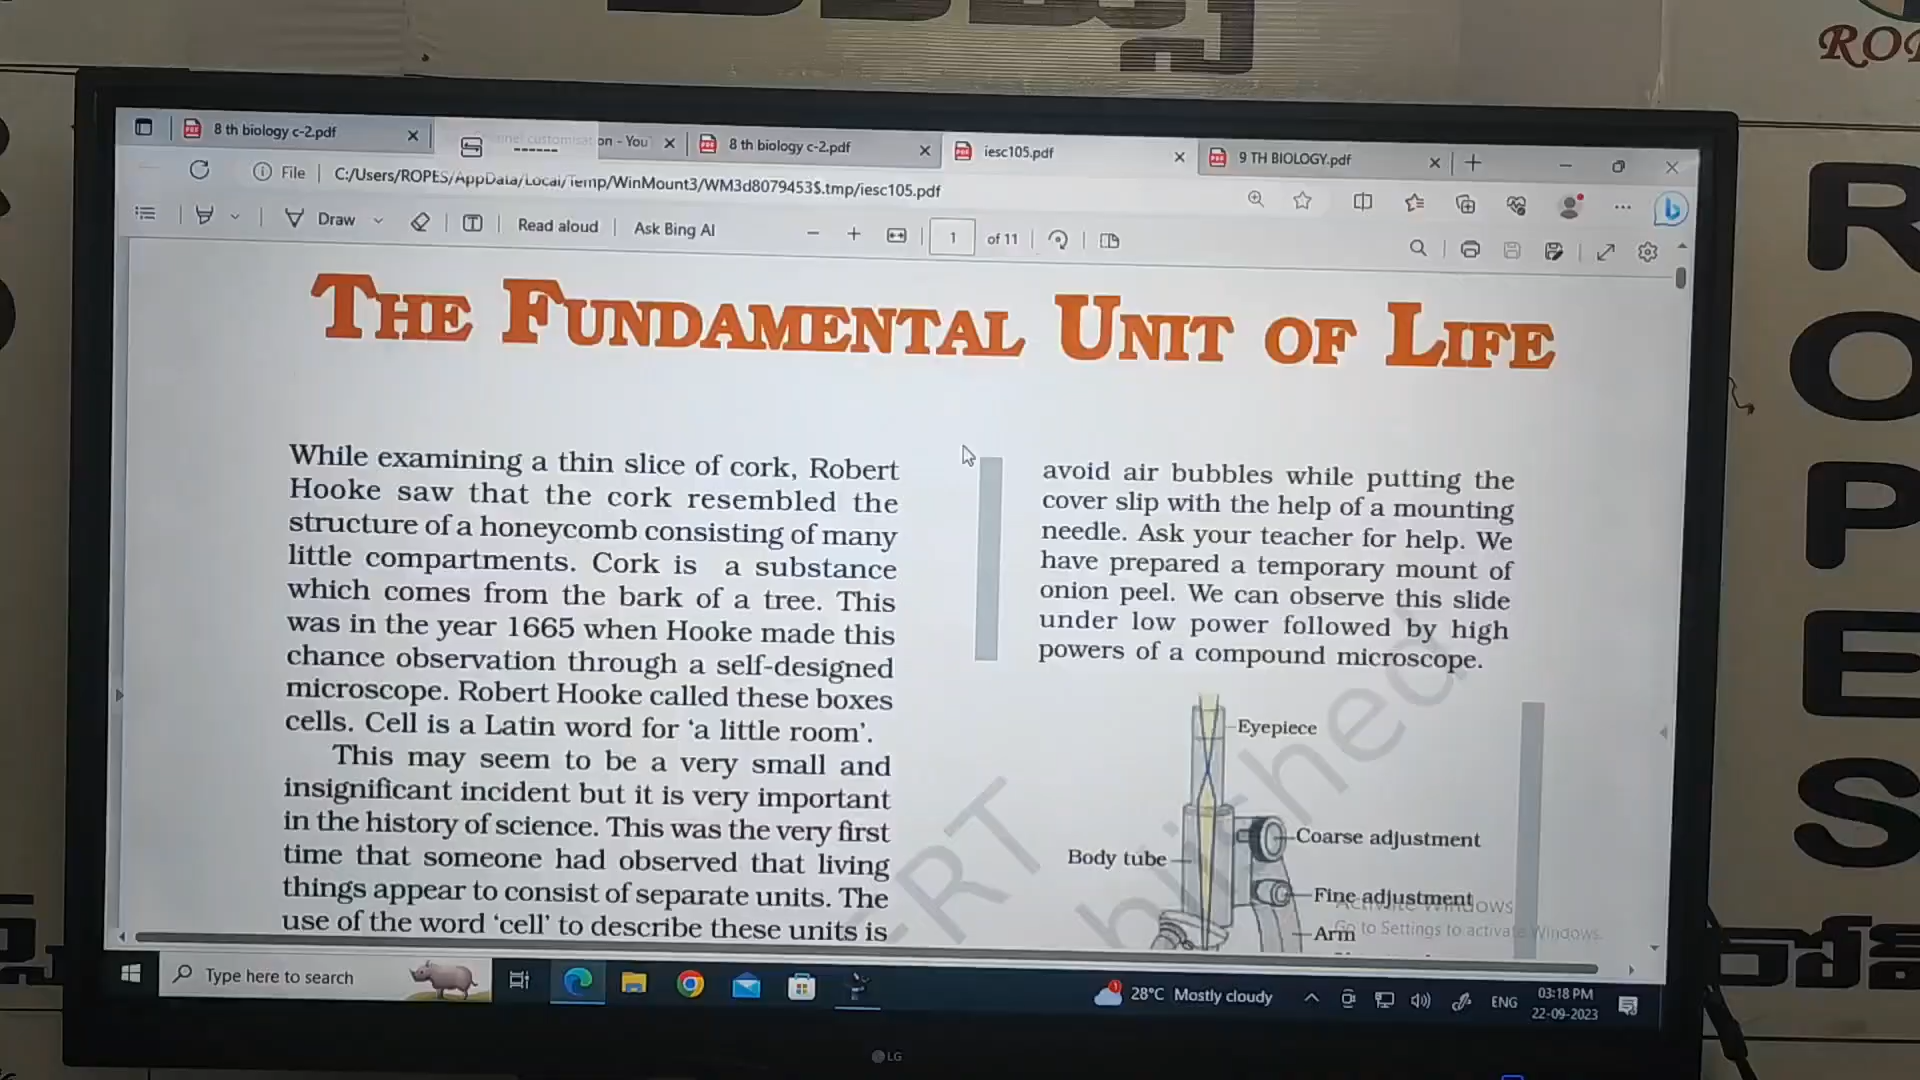 8 th biology c-2.pdf
on - You
8 th biology c-2.pdf
iesc105.pdf
9 TH BIOLOGY.pdf
File
C:/Users/ROPES/AppData/Local/Temp/WinMount3/WM3d8079453$.tmp/iesc105.pdf
Draw
Read aloud
Ask Bing AI
1 of 11
THE FUNDAMENTAL UNIT OF LIFE
While examining a thin slice of cork, Robert
Hooke saw that the cork resembled the
structure of a honeycomb consisting of many
little compartments. Cork is a substance
which comes from the bark of a tree. This
was in the year 1665 when Hooke made this
chance observation through a self-designed
microscope. Robert Hooke called these boxes
cells. Cell is a Latin word for ‘a little room’.
This may seem to be a very small and
insignificant incident but it is very important
in the history of science. This was the very first
time that someone had observed that living
things appear to consist of separate units. The
use of the word ‘cell’ to describe these units is
avoid air bubbles while putting the
cover slip with the help of a mounting
needle. Ask your teacher for help. We
have prepared a temporary mount of
onion peel. We can observe this slide
under low power followed by high
powers of a compound microscope.
Eyepiece
Coarse adjustment
Body tube
Fine adjustment
Arm
Activate Windows
Go to Settings to activate Windows.
Type here to search
28°C Mostly cloudy
ENG
03:18 PM
22-09-2023
LG
ROPES